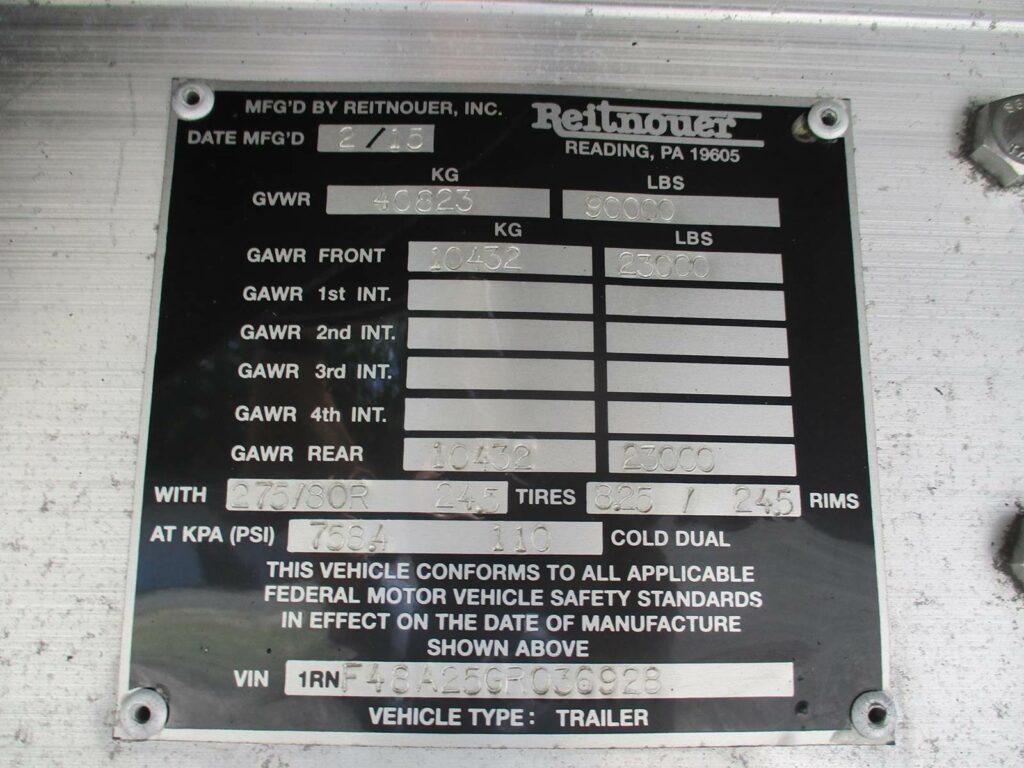 MFG'D BY REITNOUER, INC.
Reitnouer
DATE MFG'D 2/15
READING, PA 19605
KG LBS
GVWR 40823 90000
KG LBS
GAWR FRONT 10432 23000
GAWR 1st INT.
GAWR 2nd INT.
GAWR 3rd INT.
GAWR 4th INT.
GAWR REAR 10432 23000
WITH 275/80R 24.5 TIRES 8.25 / 24.5 RIMS
AT KPA (PSI) 758.4 110 COLD DUAL
THIS VEHICLE CONFORMS TO ALL APPLICABLE
FEDERAL MOTOR VEHICLE SAFETY STANDARDS
IN EFFECT ON THE DATE OF MANUFACTURE
SHOWN ABOVE
VIN 1RNF48A25GR036928
VEHICLE TYPE: TRAILER